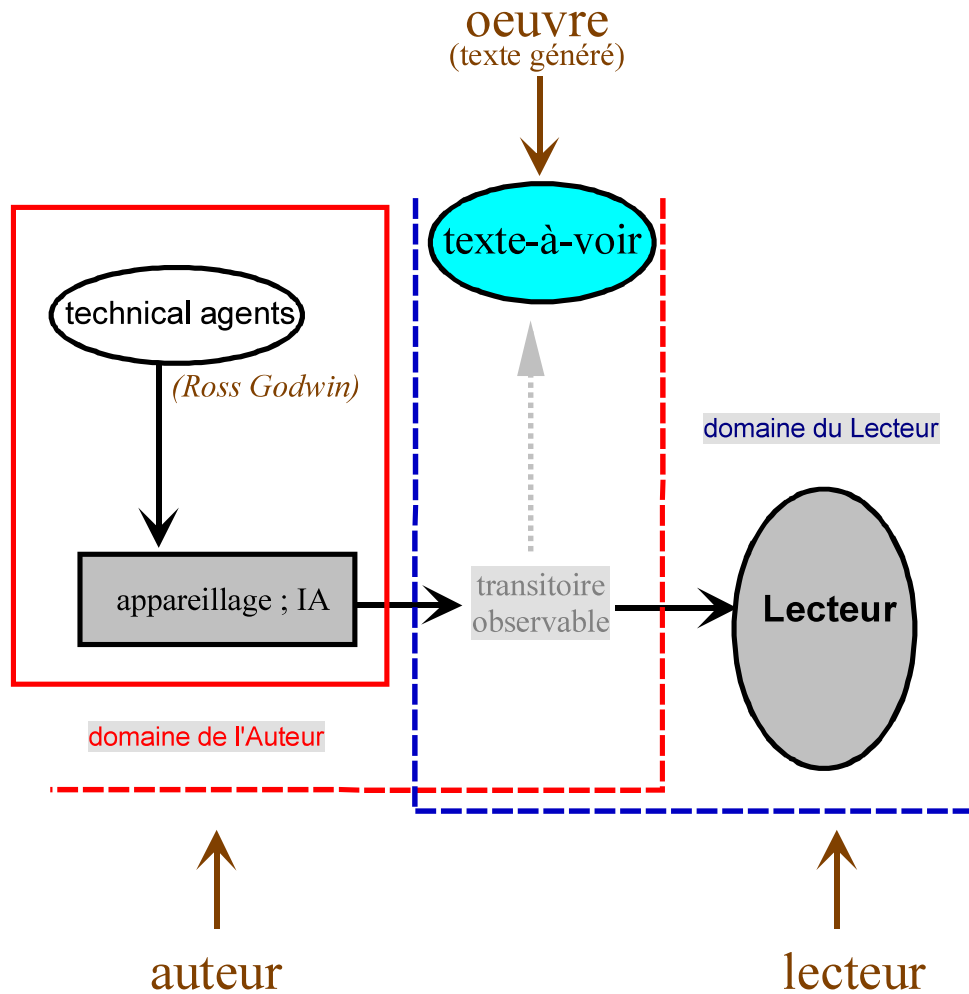 oeuvre
(texte généré)
texte-à-voir
technical agents
(Ross Godwin)
domaine du Lecteur
appareillage ; IA
transitoire
observable
Lecteur
domaine de l'Auteur
auteur
lecteur